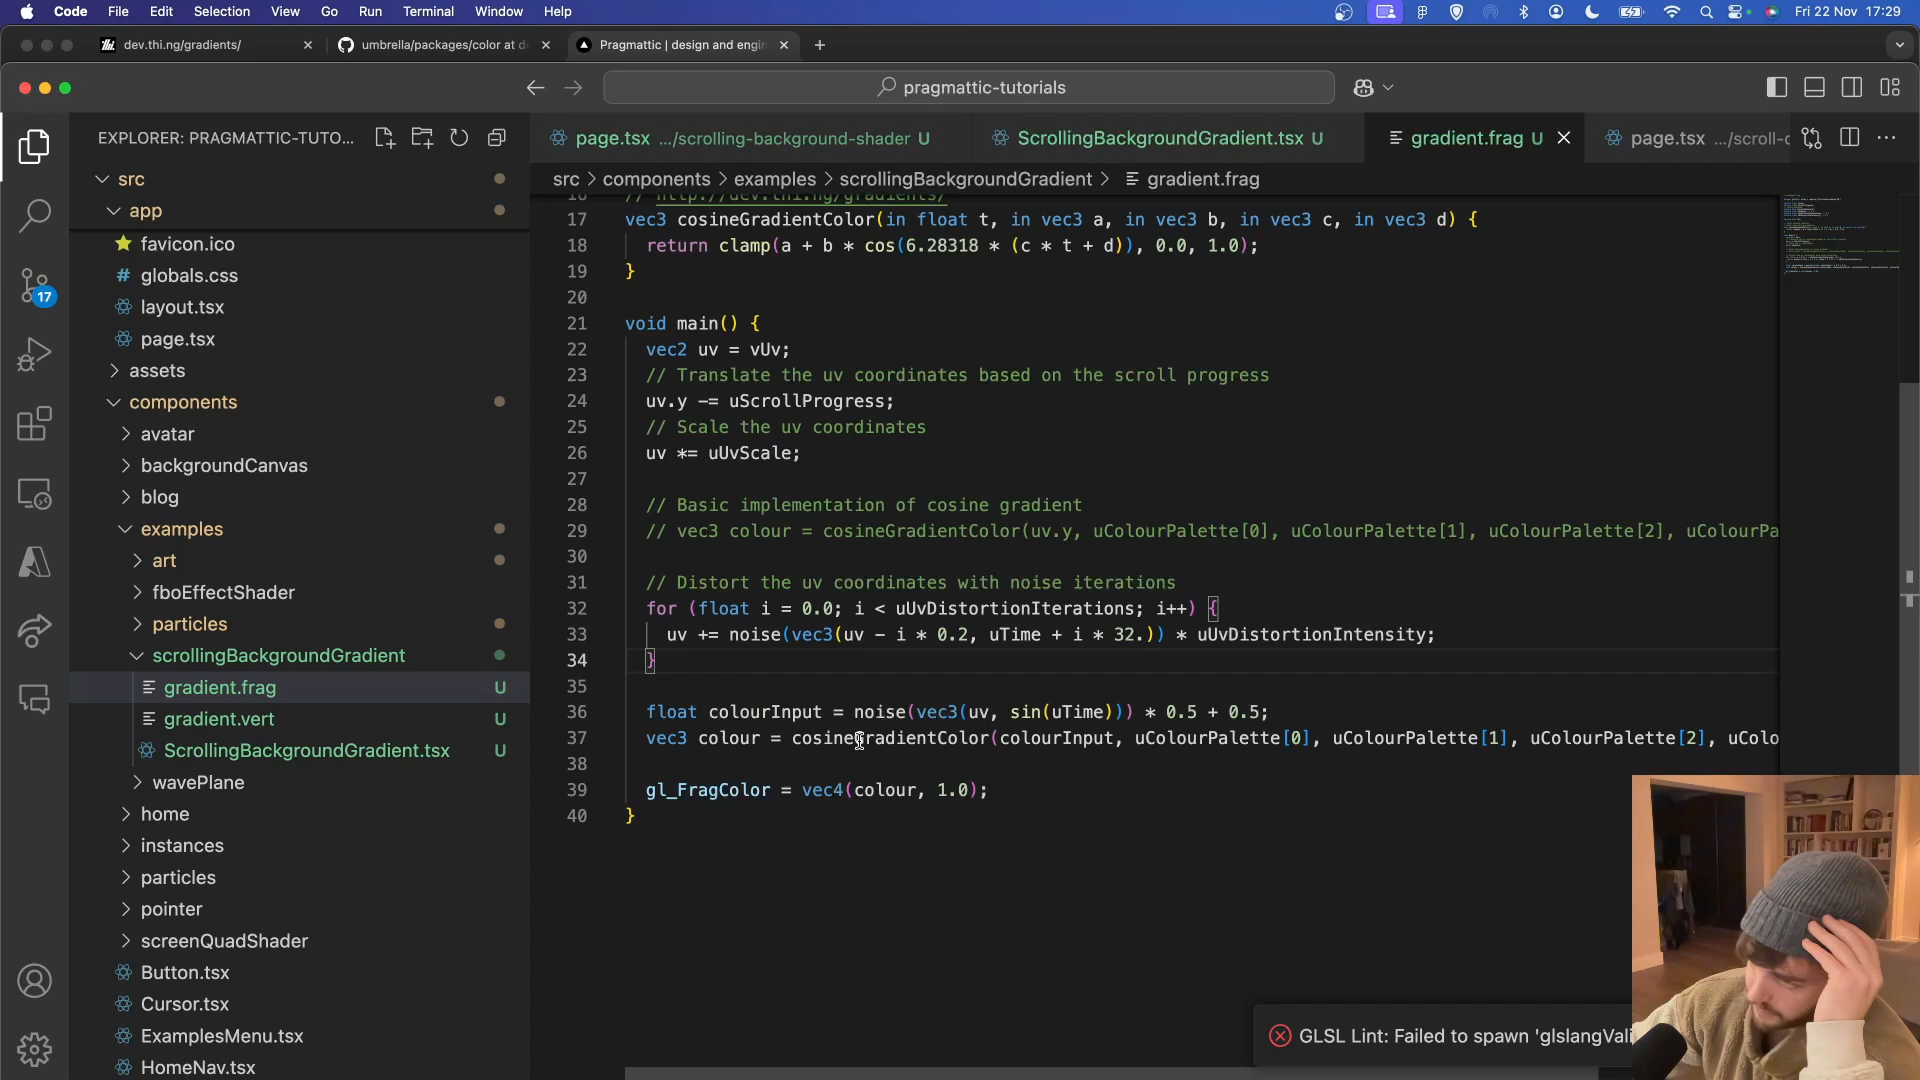 Code File Edit Selection View Go Run Terminal Window Help Fri 22 Nov 17:29
dev.thi.ng/gradients/
umbrella/packages/color at de
Pragmattic | design and engin
pragmattic-tutorials
EXPLORER: PRAGMATTIC-TUTO...
page.tsx .../scrolling-background-shader U
ScrollingBackgroundGradient.tsx U
gradient.frag U
page.tsx .../scroll-c
src > components > examples > scrollingBackgroundGradient > gradient.frag
src
app
favicon.ico
globals.css
layout.tsx
page.tsx
assets
components
avatar
backgroundCanvas
blog
examples
art
fboEffectShader
particles
scrollingBackgroundGradient
gradient.frag U
gradient.vert U
ScrollingBackgroundGradient.tsx U
wavePlane
home
instances
particles
pointer
screenQuadShader
Button.tsx
Cursor.tsx
ExamplesMenu.tsx
HomeNav.tsx
17
16 // http://dev.thi.ng/gradients/
17 vec3 cosineGradientColor(in float t, in vec3 a, in vec3 b, in vec3 c, in vec3 d) {
18 return clamp(a + b * cos(6.28318 * (c * t + d)), 0.0, 1.0);
19 }
20
21 void main() {
22 vec2 uv = vUv;
23 // Translate the uv coordinates based on the scroll progress
24 uv.y -= uScrollProgress;
25 // Scale the uv coordinates
26 uv *= uUvScale;
27
28 // Basic implementation of cosine gradient
29 // vec3 colour = cosineGradientColor(uv.y, uColourPalette[0], uColourPalette[1], uColourPalette[2], uColourPa
30
31 // Distort the uv coordinates with noise iterations
32 for (float i = 0.0; i < uUvDistortionIterations; i++) {
33 uv += noise(vec3(uv - i * 0.2, uTime + i * 32.)) * uUvDistortionIntensity;
34 }
35
36 float colourInput = noise(vec3(uv, sin(uTime))) * 0.5 + 0.5;
37 vec3 colour = cosineGradientColor(colourInput, uColourPalette[0], uColourPalette[1], uColourPalette[2], uColo
38
39 gl_FragColor = vec4(colour, 1.0);
40 }
GLSL Lint: Failed to spawn 'glslangVali